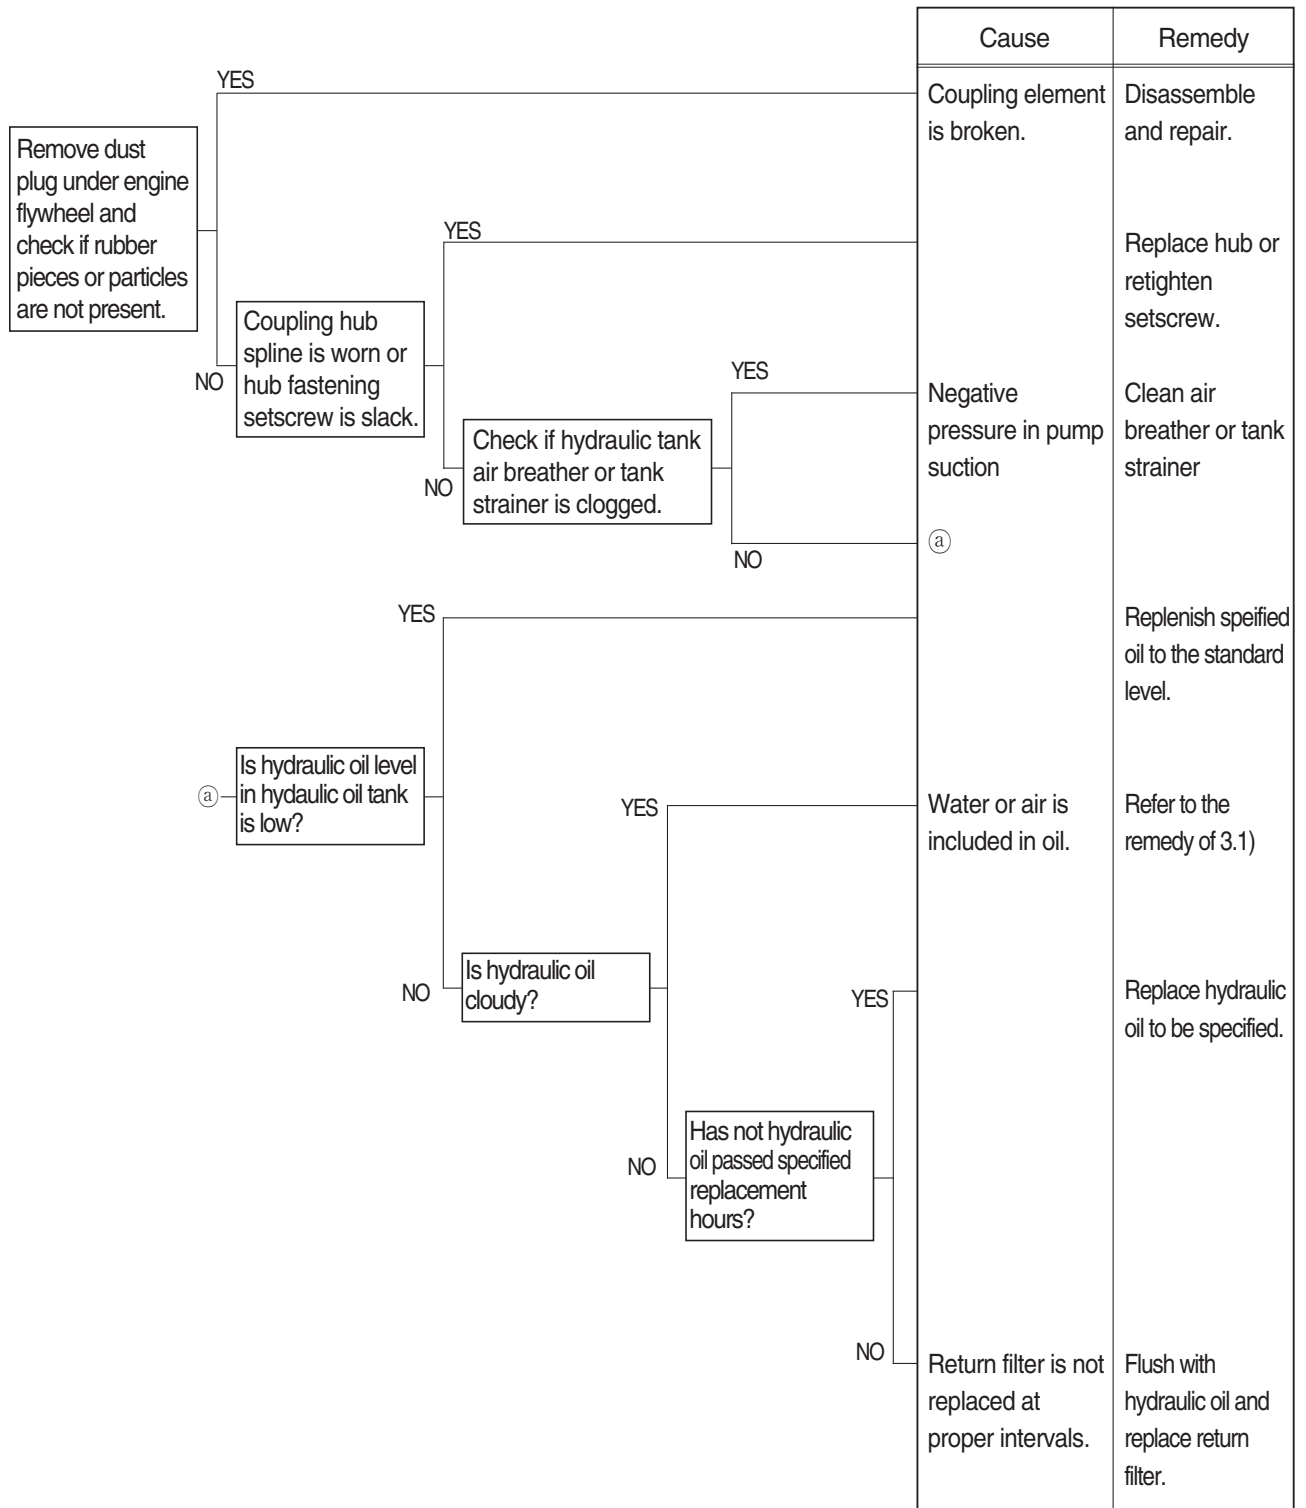 Cause
Remedy
YES
Coupling element
is broken.
Disassemble
and repair.
Remove dust
plug under engine
flywheel and
check if rubber
pieces or particles
are not present.
YES
Replace hub or
retighten
setscrew.
NO
Coupling hub
spline is worn or
hub fastening
setscrew is slack.
YES
Negative
pressure in pump
suction
Clean air
breather or tank
strainer
NO
Check if hydraulic tank
air breather or tank
strainer is clogged.
NO
ⓐ
YES
Replenish speified
oil to the standard
level.
ⓐ
Is hydraulic oil level
in hydaulic oil tank
is low?
YES
Water or air is
included in oil.
Refer to the
remedy of 3.1)
NO
Is hydraulic oil
cloudy?
YES
Replace hydraulic
oil to be specified.
NO
Has not hydraulic
oil passed specified
replacement
hours?
NO
Return filter is not
replaced at
proper intervals.
Flush with
hydraulic oil and
replace return
filter.